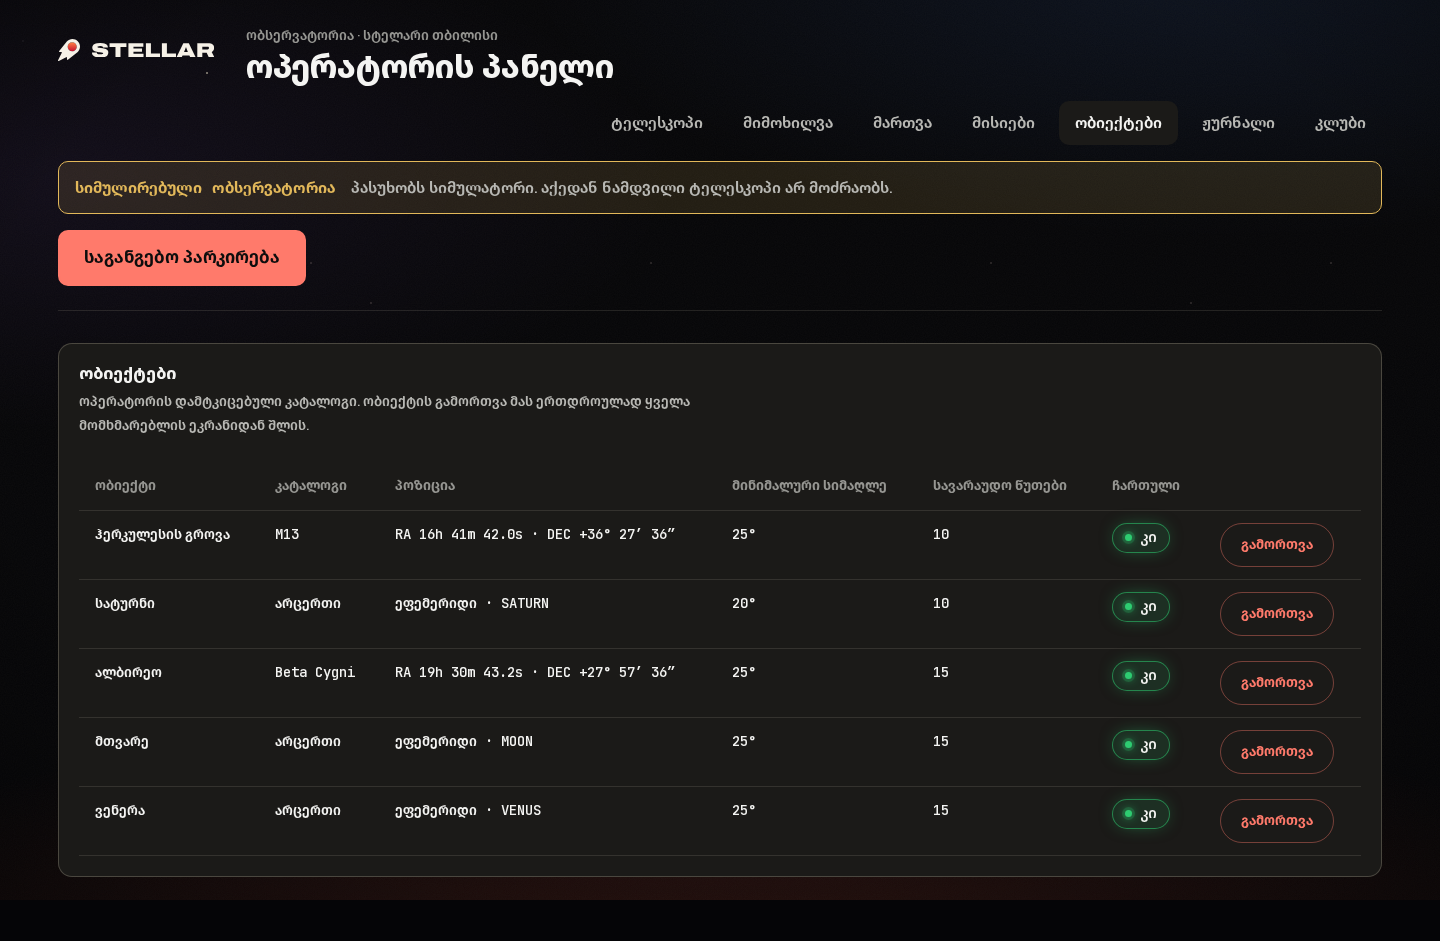 STELLAR
ობსერვატორია · სტელარი თბილისი
ოპერატორის პანელი
ტელესკოპი მიმოხილვა მართვა მისიები ობიექტები ჟურნალი კლუბი
სიმულირებული ობსერვატორია პასუხობს სიმულატორი. აქედან ნამდვილი ტელესკოპი არ მოძრაობს.
საგანგებო პარკირება
ობიექტები
ოპერატორის დამტკიცებული კატალოგი. ობიექტის გამორთვა მას ერთდროულად ყველა
მომხმარებლის ეკრანიდან შლის.
ობიექტი კატალოგი პოზიცია მინიმალური სიმაღლე სავარაუდო წუთები ჩართული
ჰერკულესის გროვა M13 RA 16h 41m 42.0s · DEC +36° 27′ 36″ 25° 10 კი გამორთვა
სატურნი არცერთი ეფემერიდი · SATURN 20° 10 კი გამორთვა
ალბირეო Beta Cygni RA 19h 30m 43.2s · DEC +27° 57′ 36″ 25° 15 კი გამორთვა
მთვარე არცერთი ეფემერიდი · MOON 25° 15 კი გამორთვა
ვენერა არცერთი ეფემერიდი · VENUS 25° 15 კი გამორთვა